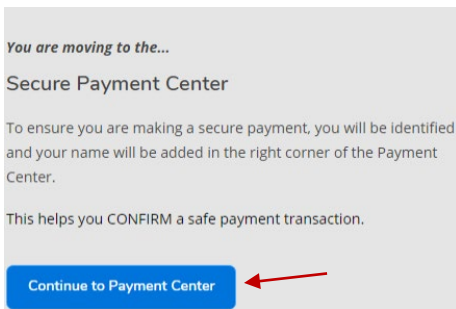 You are moving to the...
Secure Payment Center
To ensure you are making a secure payment, you will be identified
and your name will be added in the right corner of the Payment
Center.
This helps you CONFIRM a safe payment transaction.
Continue to Payment Center